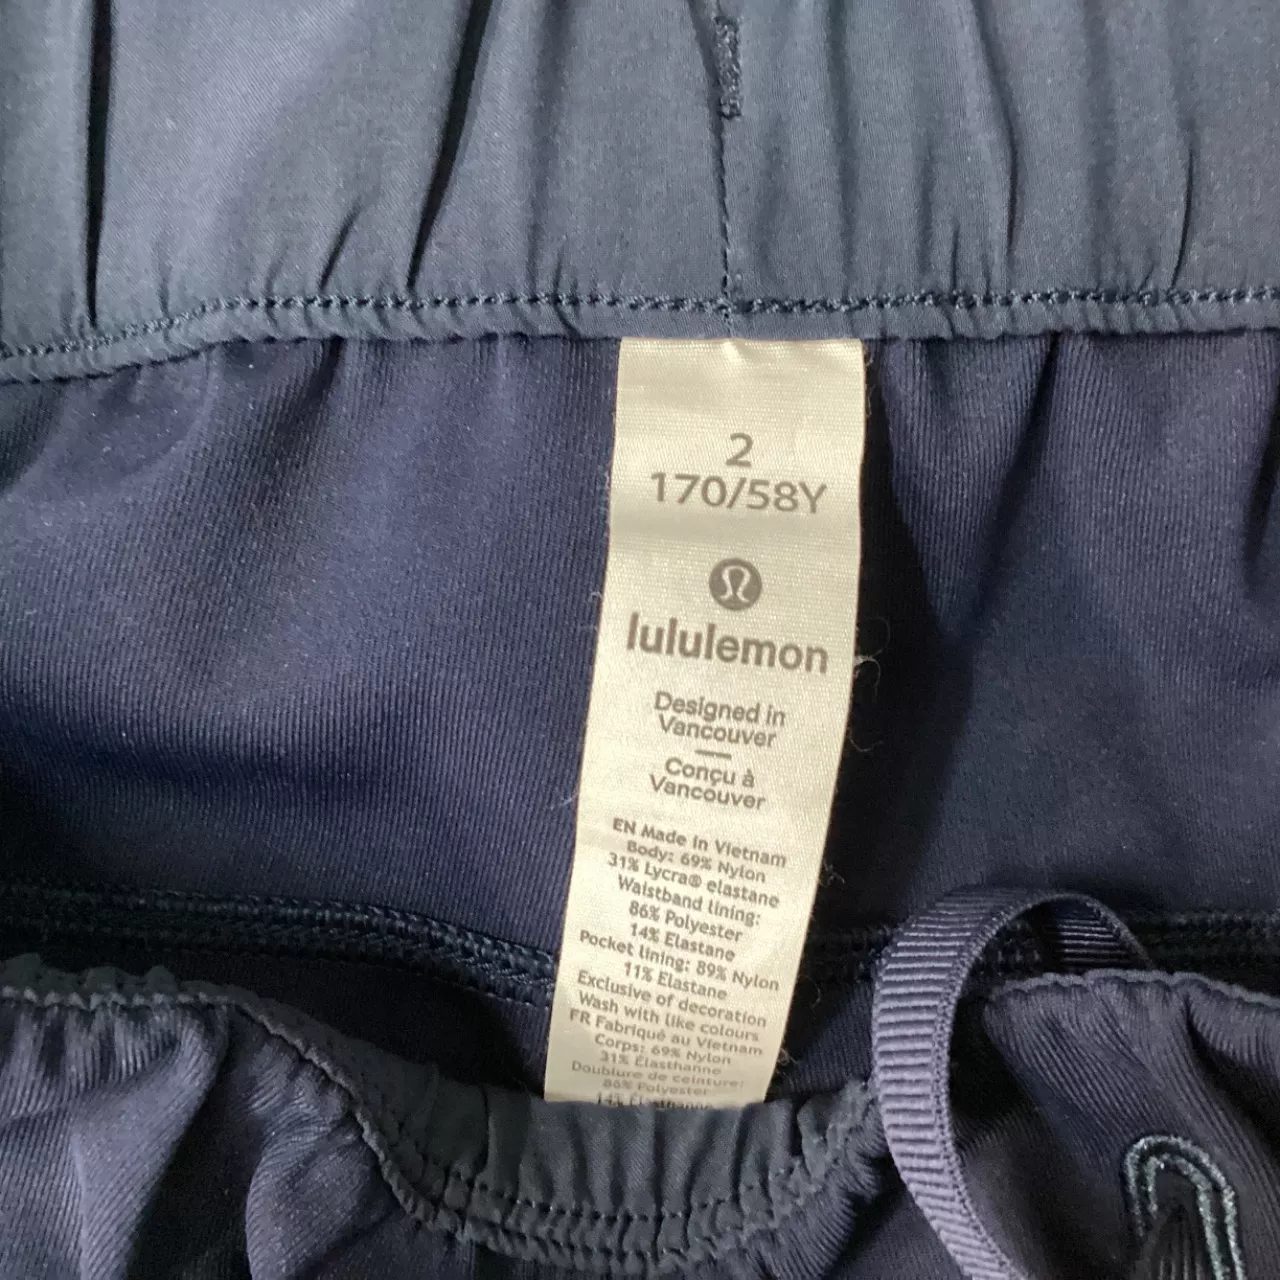 2
170/58Y
lululemon
Designed in
Vancouver
—
Conçu à
Vancouver
EN Made in Vietnam
Body: 69% Nylon
31% Lycra® elastane
Waistband lining:
86% Polyester
14% Elastane
Pocket lining: 89% Nylon
11% Elastane
Exclusive of decoration
Wash with like colours
FR Fabriqué au Vietnam
Corps: 69% Nylon
31% Élasthanne
Doublure de ceinture:
86% Polyester
14% Élasthanne